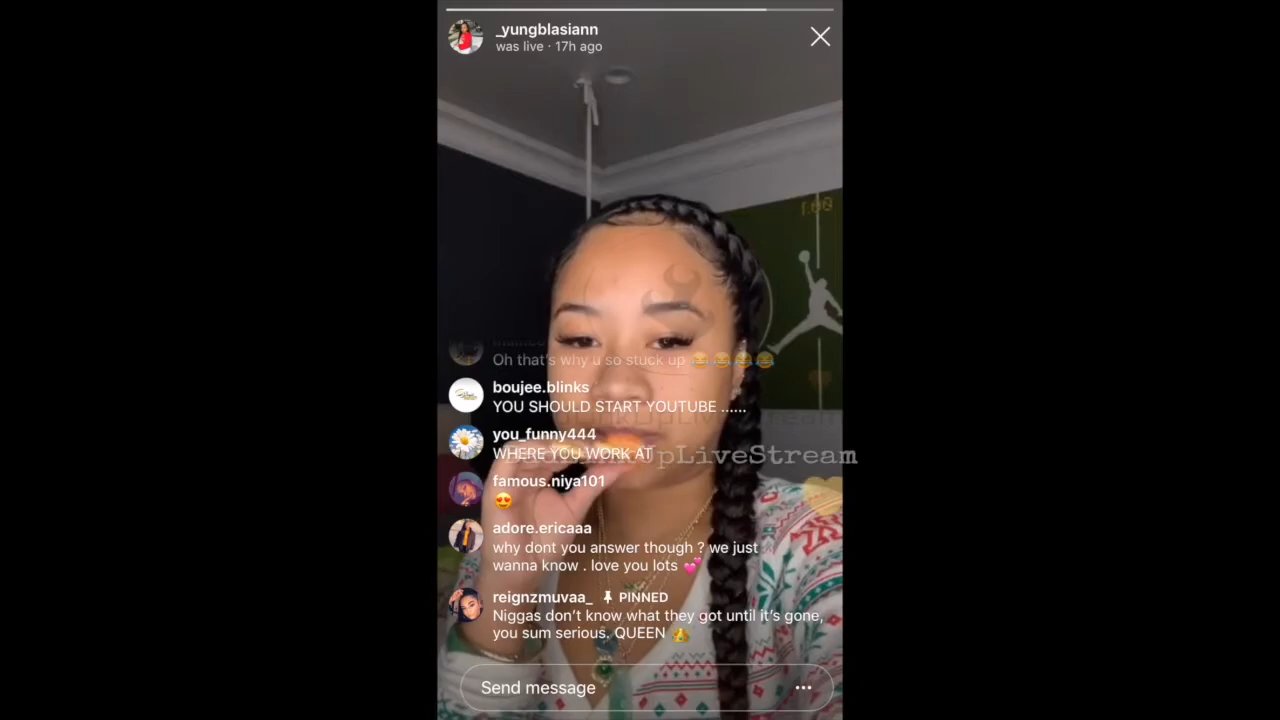 _yungblasiann
was live · 17h ago
Oh that's why u so stuck up 😂😂😂😂
boujee.blinks
YOU SHOULD START YOUTUBE ......
you_funny444
WHERE YOU WORK AT
UpLiveStream
famous.niya101
😍
adore.ericaaa
why dont you answer though ? we just
wanna know . love you lots 💕
reignzmuvaa_ 📌 PINNED
Niggas don't know what they got until it's gone,
you sum serious. QUEEN 👑
Send message